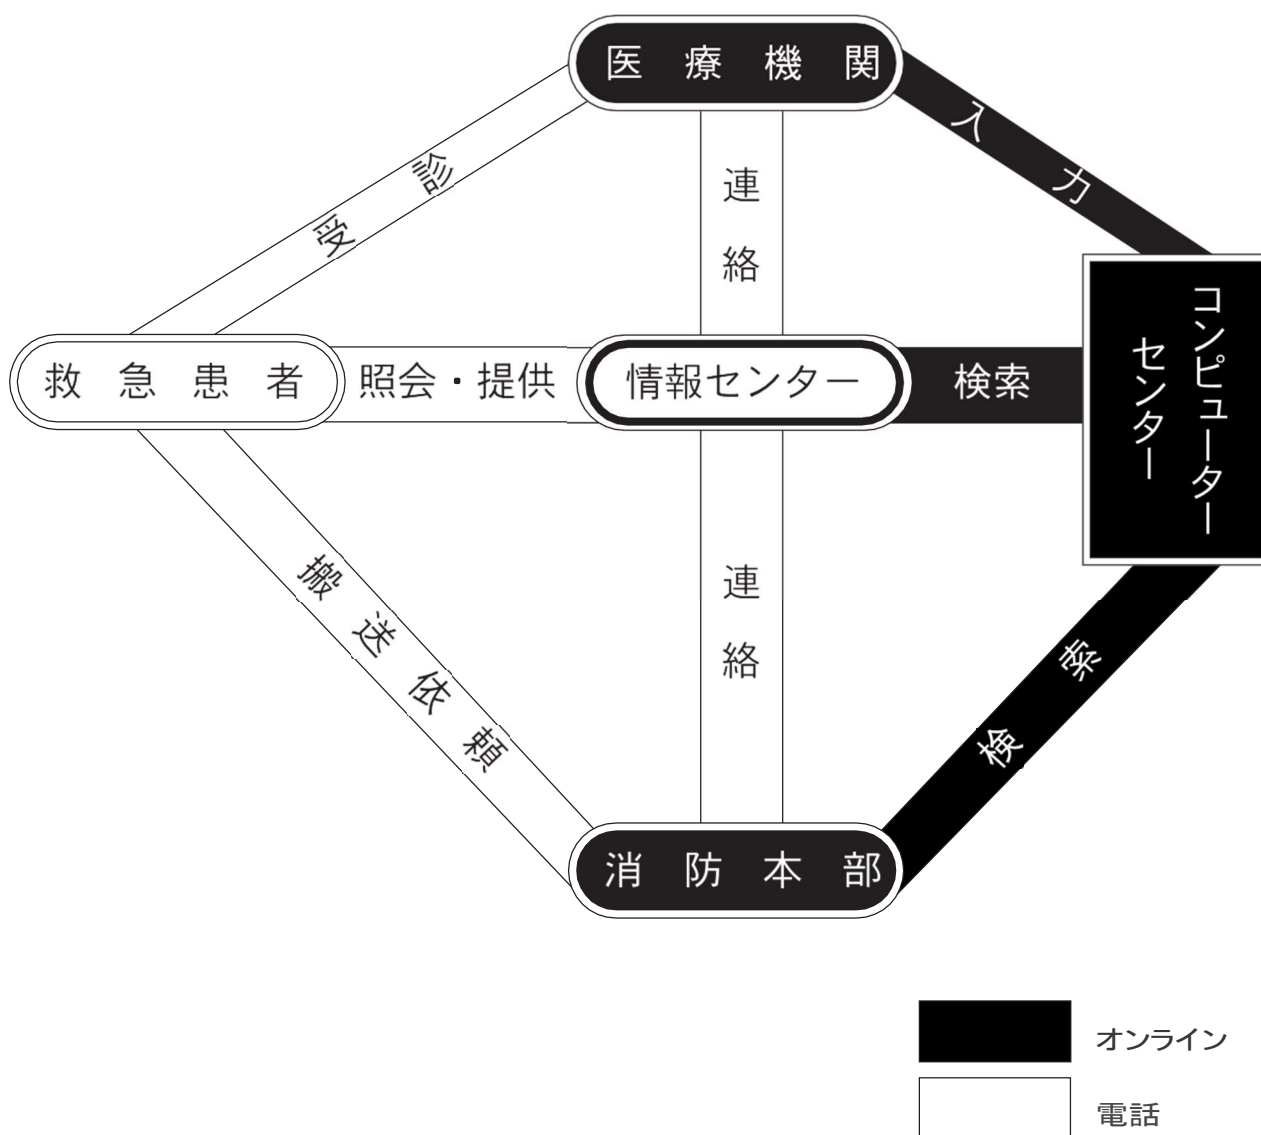 医療機関
入力
受診
連絡
コンピューター
センター
救急患者
照会・提供
情報センター
検索
搬送依頼
連絡
検索
消防本部
オンライン
電話